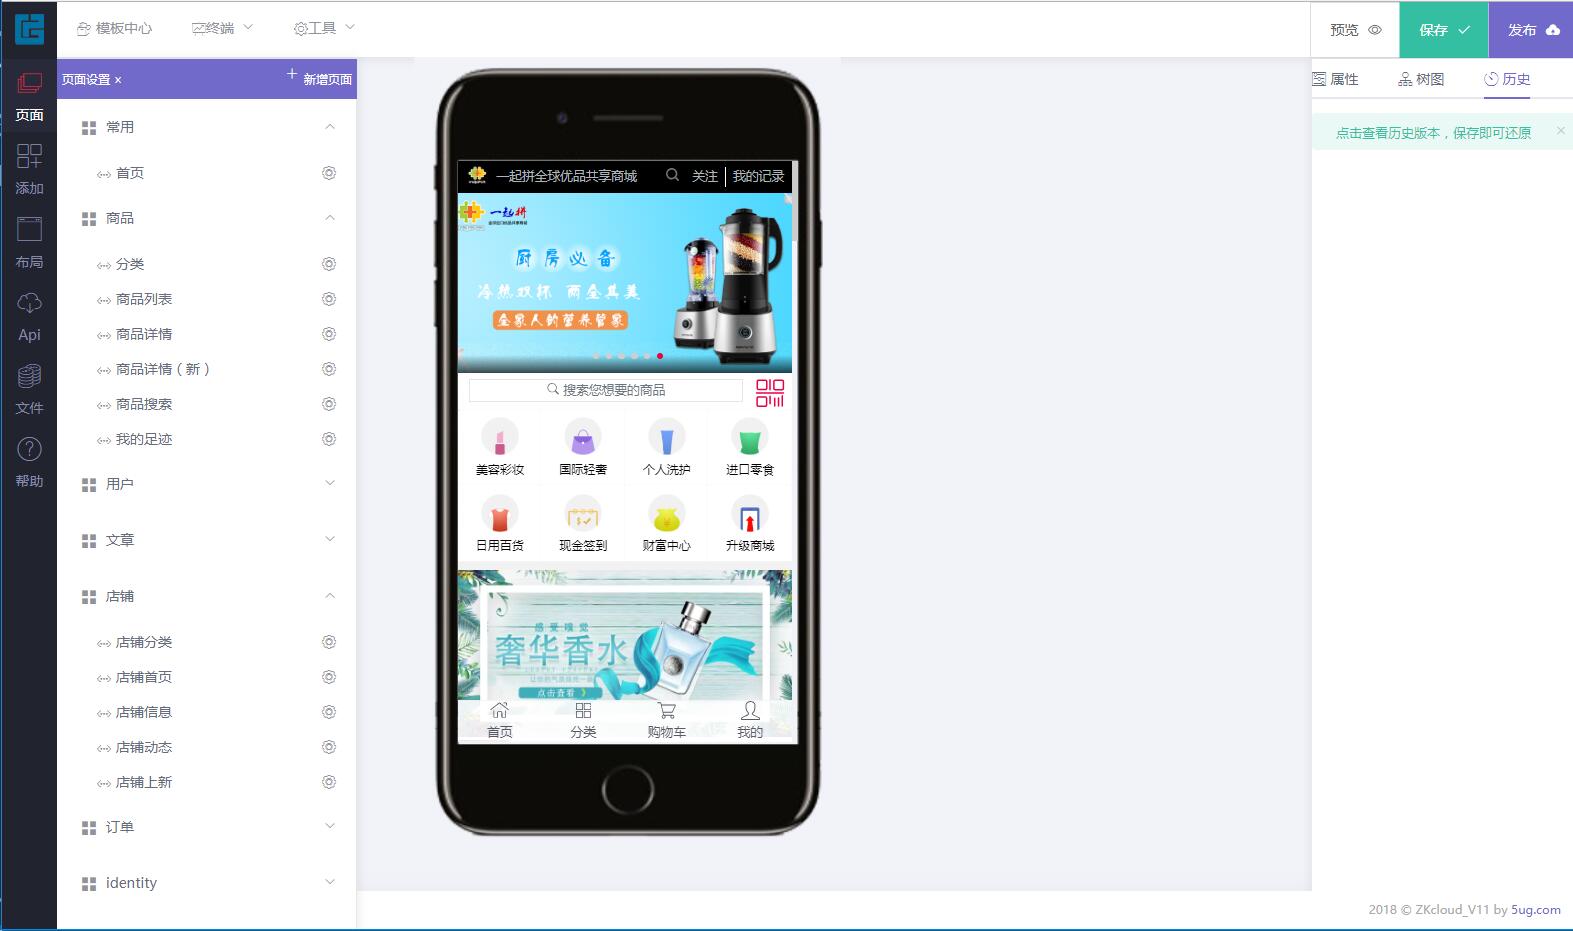 模板中心 终端 工具 预览 保存 发布
页面
添加
布局
Api
文件
帮助
页面设置 × + 新增页面
常用
首页
商品
分类
商品列表
商品详情
商品详情（新）
商品搜索
我的足迹
用户
文章
店铺
店铺分类
店铺首页
店铺信息
店铺动态
店铺上新
订单
identity
一起拼全球优品共享商城 关注 我的记录
一起拼
厨房必备
冷热双杯 两全其美
全家人的营养管家
搜索您想要的商品
美容彩妆 国际轻奢 个人洗护 进口零食
日用百货 现金签到 财富中心 升级商城
感受嗅觉
奢华香水
点击查看
首页 分类 购物车 我的
属性 树图 历史
点击查看历史版本，保存即可还原 ×
2018 © ZKcloud_V11 by 5ug.com